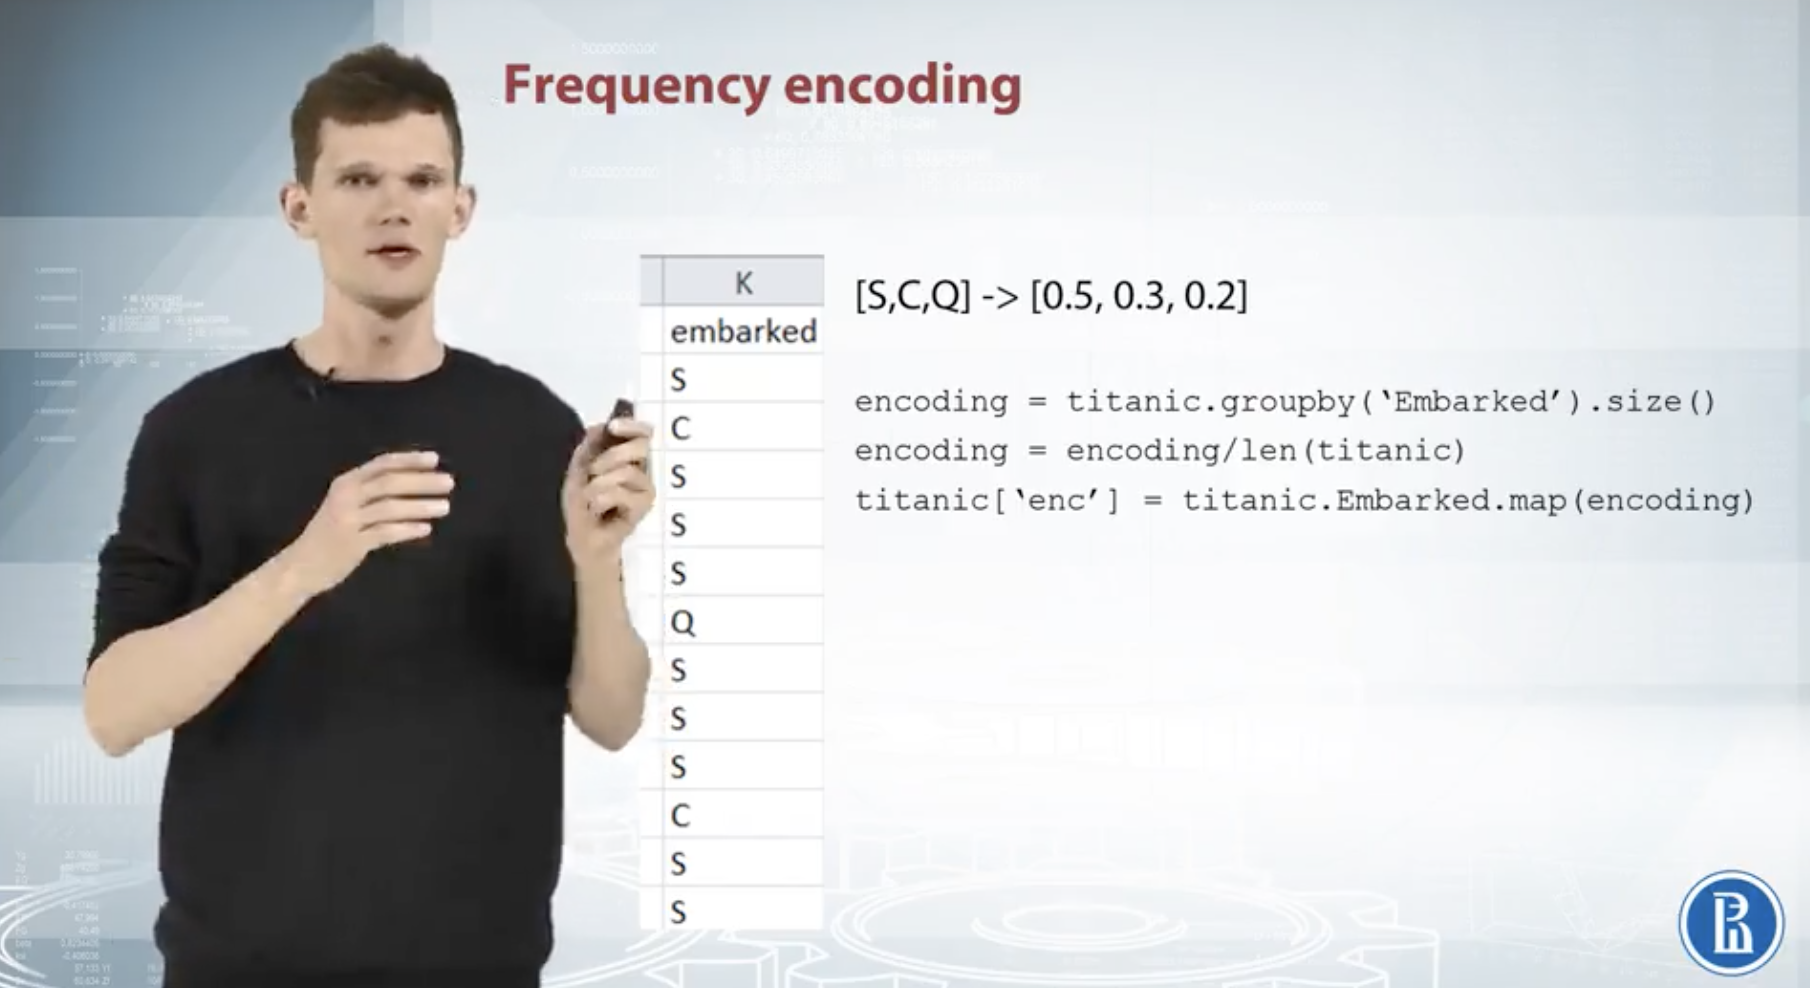 Frequency encoding
K
embarked
S
C
S
S
S
Q
S
S
S
C
S
S
[S,C,Q] -> [0.5, 0.3, 0.2]
encoding = titanic.groupby(‘Embarked’).size()
encoding = encoding/len(titanic)
titanic[‘enc’] = titanic.Embarked.map(encoding)